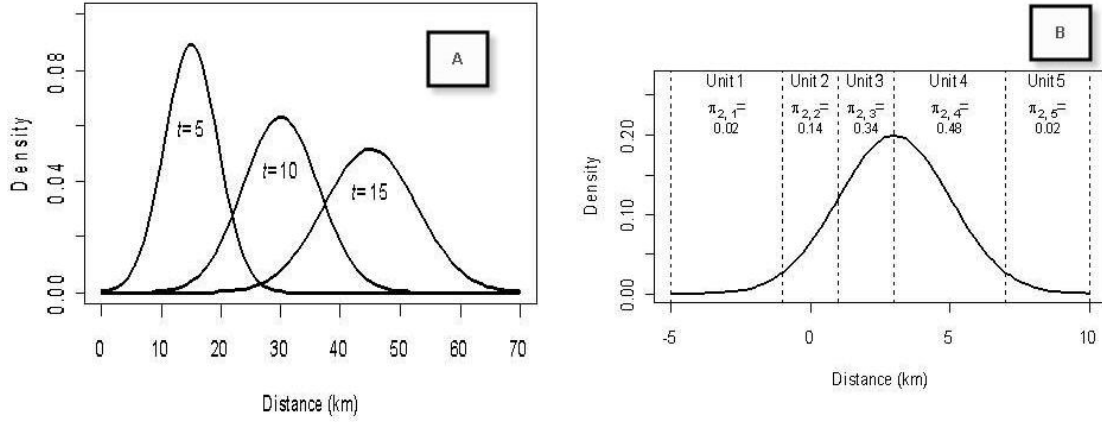 A
0.08
0.04
0.00
Density
t=5
t=10
t=15
0 10 20 30 40 50 60 70
Distance (km)
B
Unit 1 Unit 2 Unit 3 Unit 4 Unit 5
π2,1= π2,2= π2,3= π2,4= π2,5=
0.02 0.14 0.34 0.48 0.02
0.20
0.10
0.00
Density
-5 0 5 10
Distance (km)